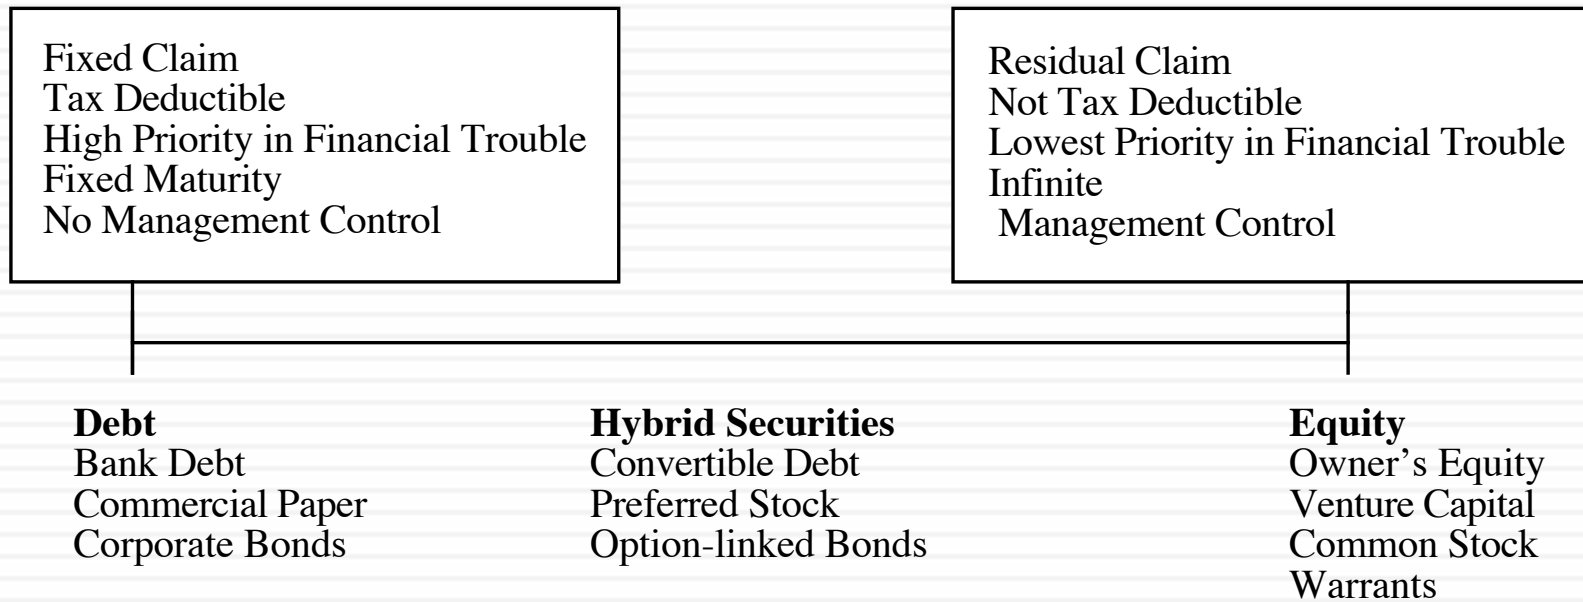 Fixed Claim
Tax Deductible
High Priority in Financial Trouble
Fixed Maturity
No Management Control
Residual Claim
Not Tax Deductible
Lowest Priority in Financial Trouble
Infinite
Management Control
Debt
Bank Debt
Commercial Paper
Corporate Bonds
Hybrid Securities
Convertible Debt
Preferred Stock
Option-linked Bonds
Equity
Owner’s Equity
Venture Capital
Common Stock
Warrants